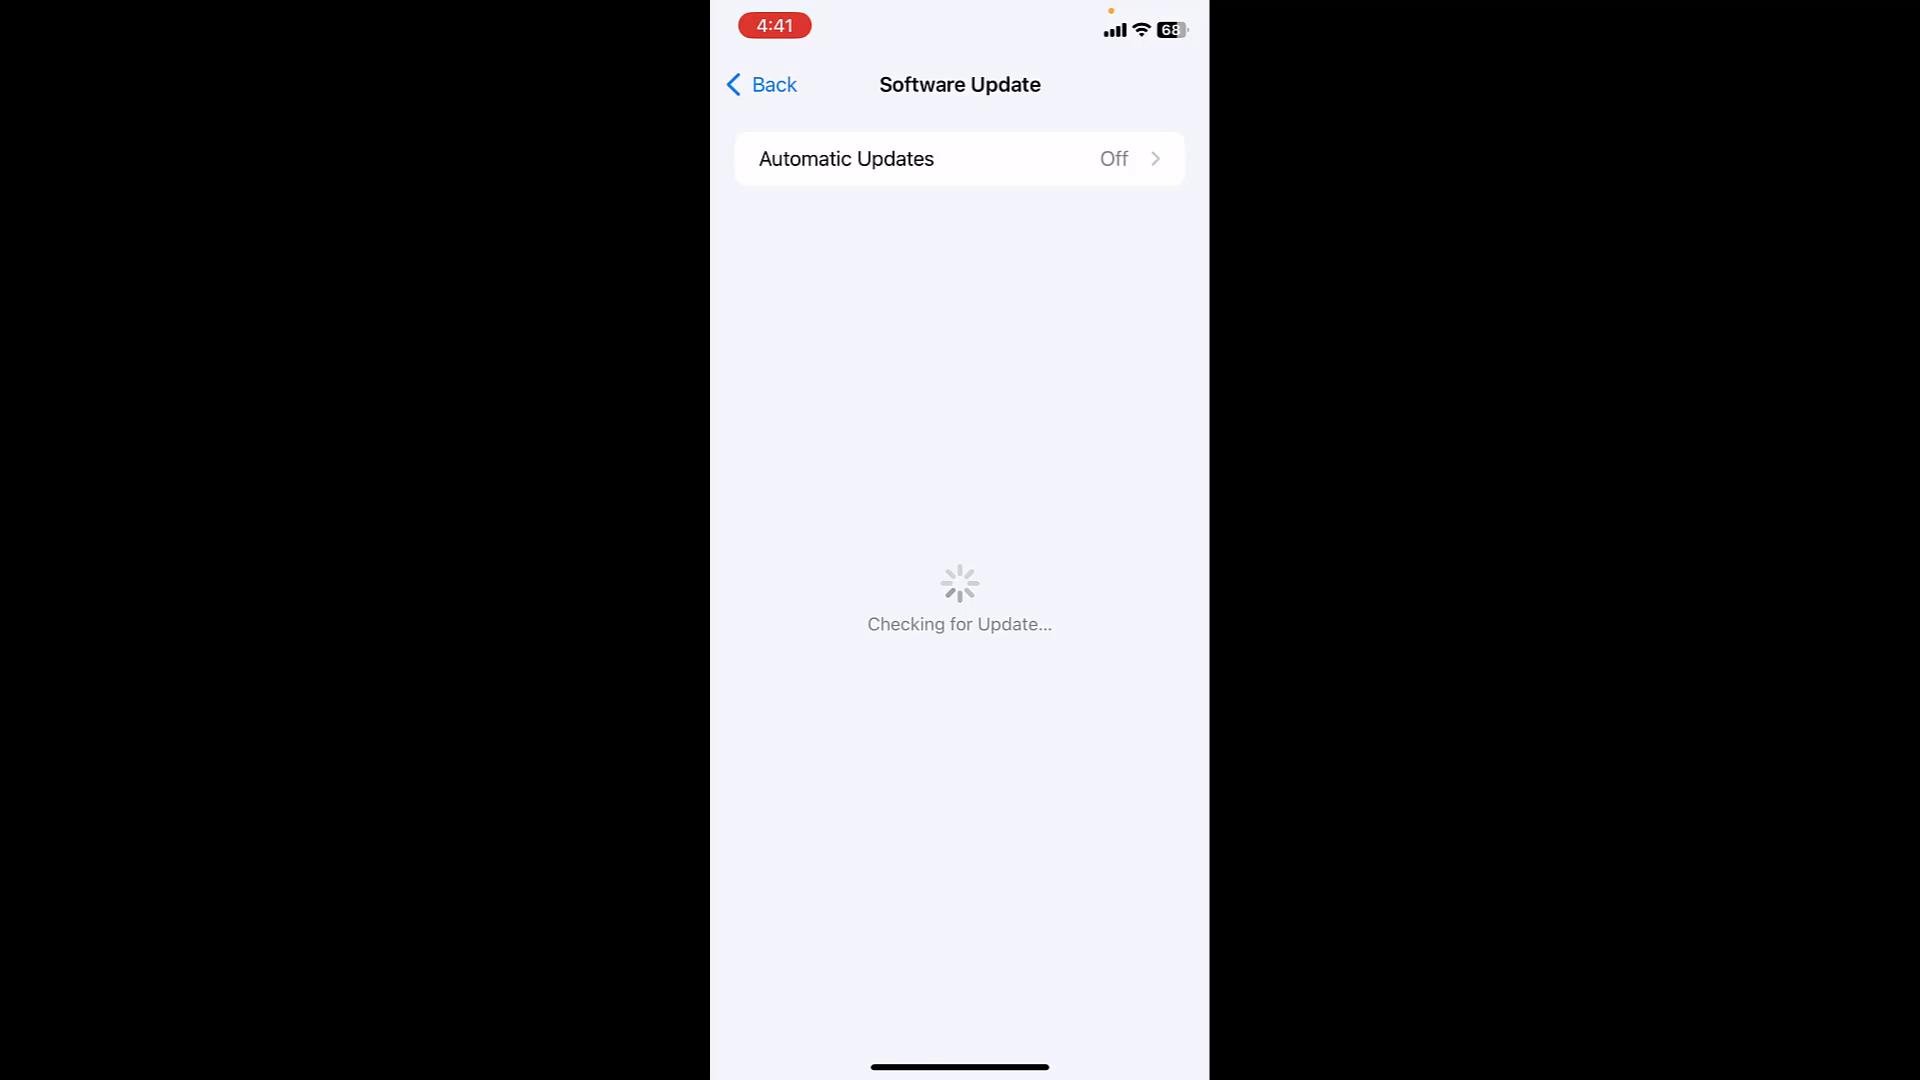 4:41
68
Back
Software Update
Automatic Updates Off
Checking for Update...